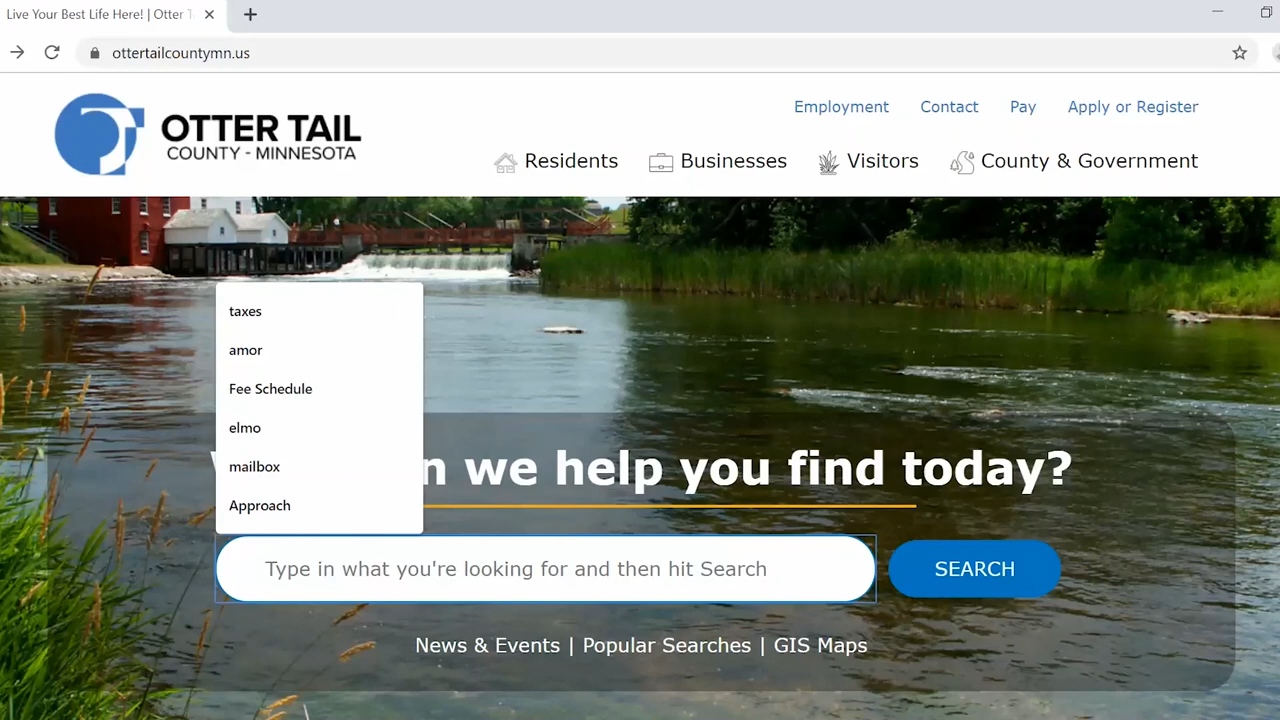 Live Your Best Life Here! | Otter T
ottertailcountymn.us
Employment Contact Pay Apply or Register
OTTER TAIL
COUNTY - MINNESOTA
Residents Businesses Visitors County & Government
taxes
amor
Fee Schedule
elmo
mailbox
Approach
n we help you find today?
Type in what you're looking for and then hit Search
SEARCH
News & Events | Popular Searches | GIS Maps